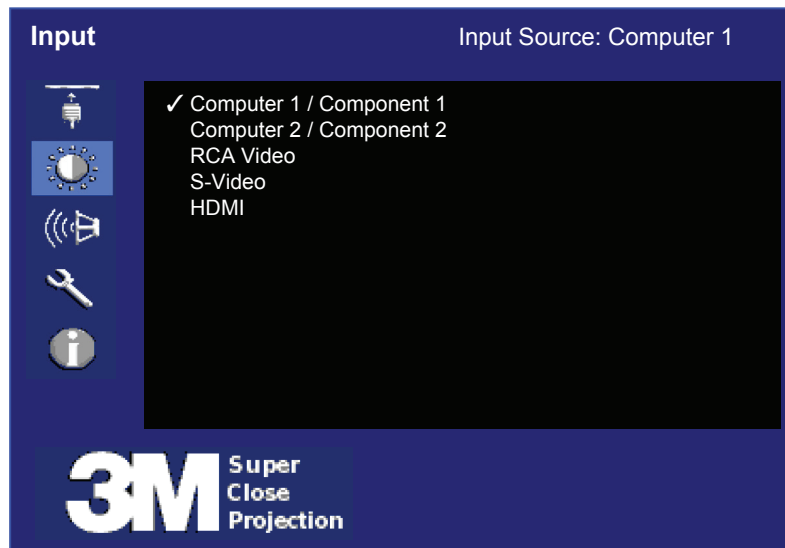 Input
Input Source: Computer 1
✓ Computer 1 / Component 1
Computer 2 / Component 2
RCA Video
S-Video
HDMI
i
3M
Super
Close
Projection